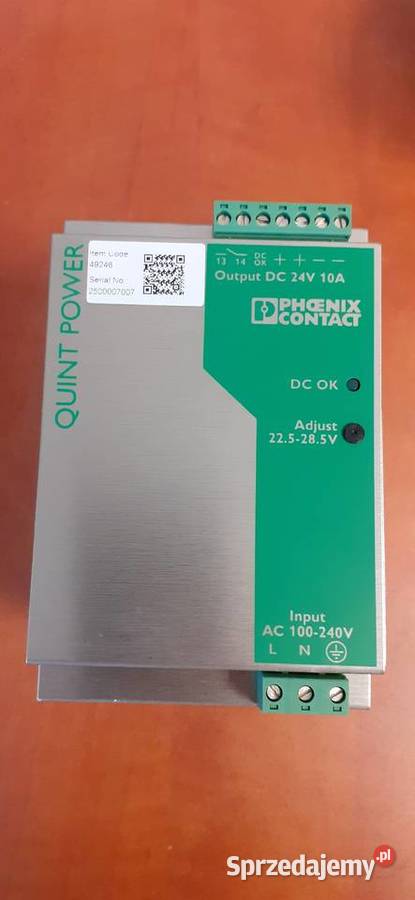 13 14 DC OK + + − −
Output DC 24V 10A
PHŒNIX
CONTACT
QUINT POWER
Item Code
49246
Serial No
2500007007
DC OK
Adjust
22.5-28.5V
Input
AC 100-240V
L N
Sprzedajemy.pl